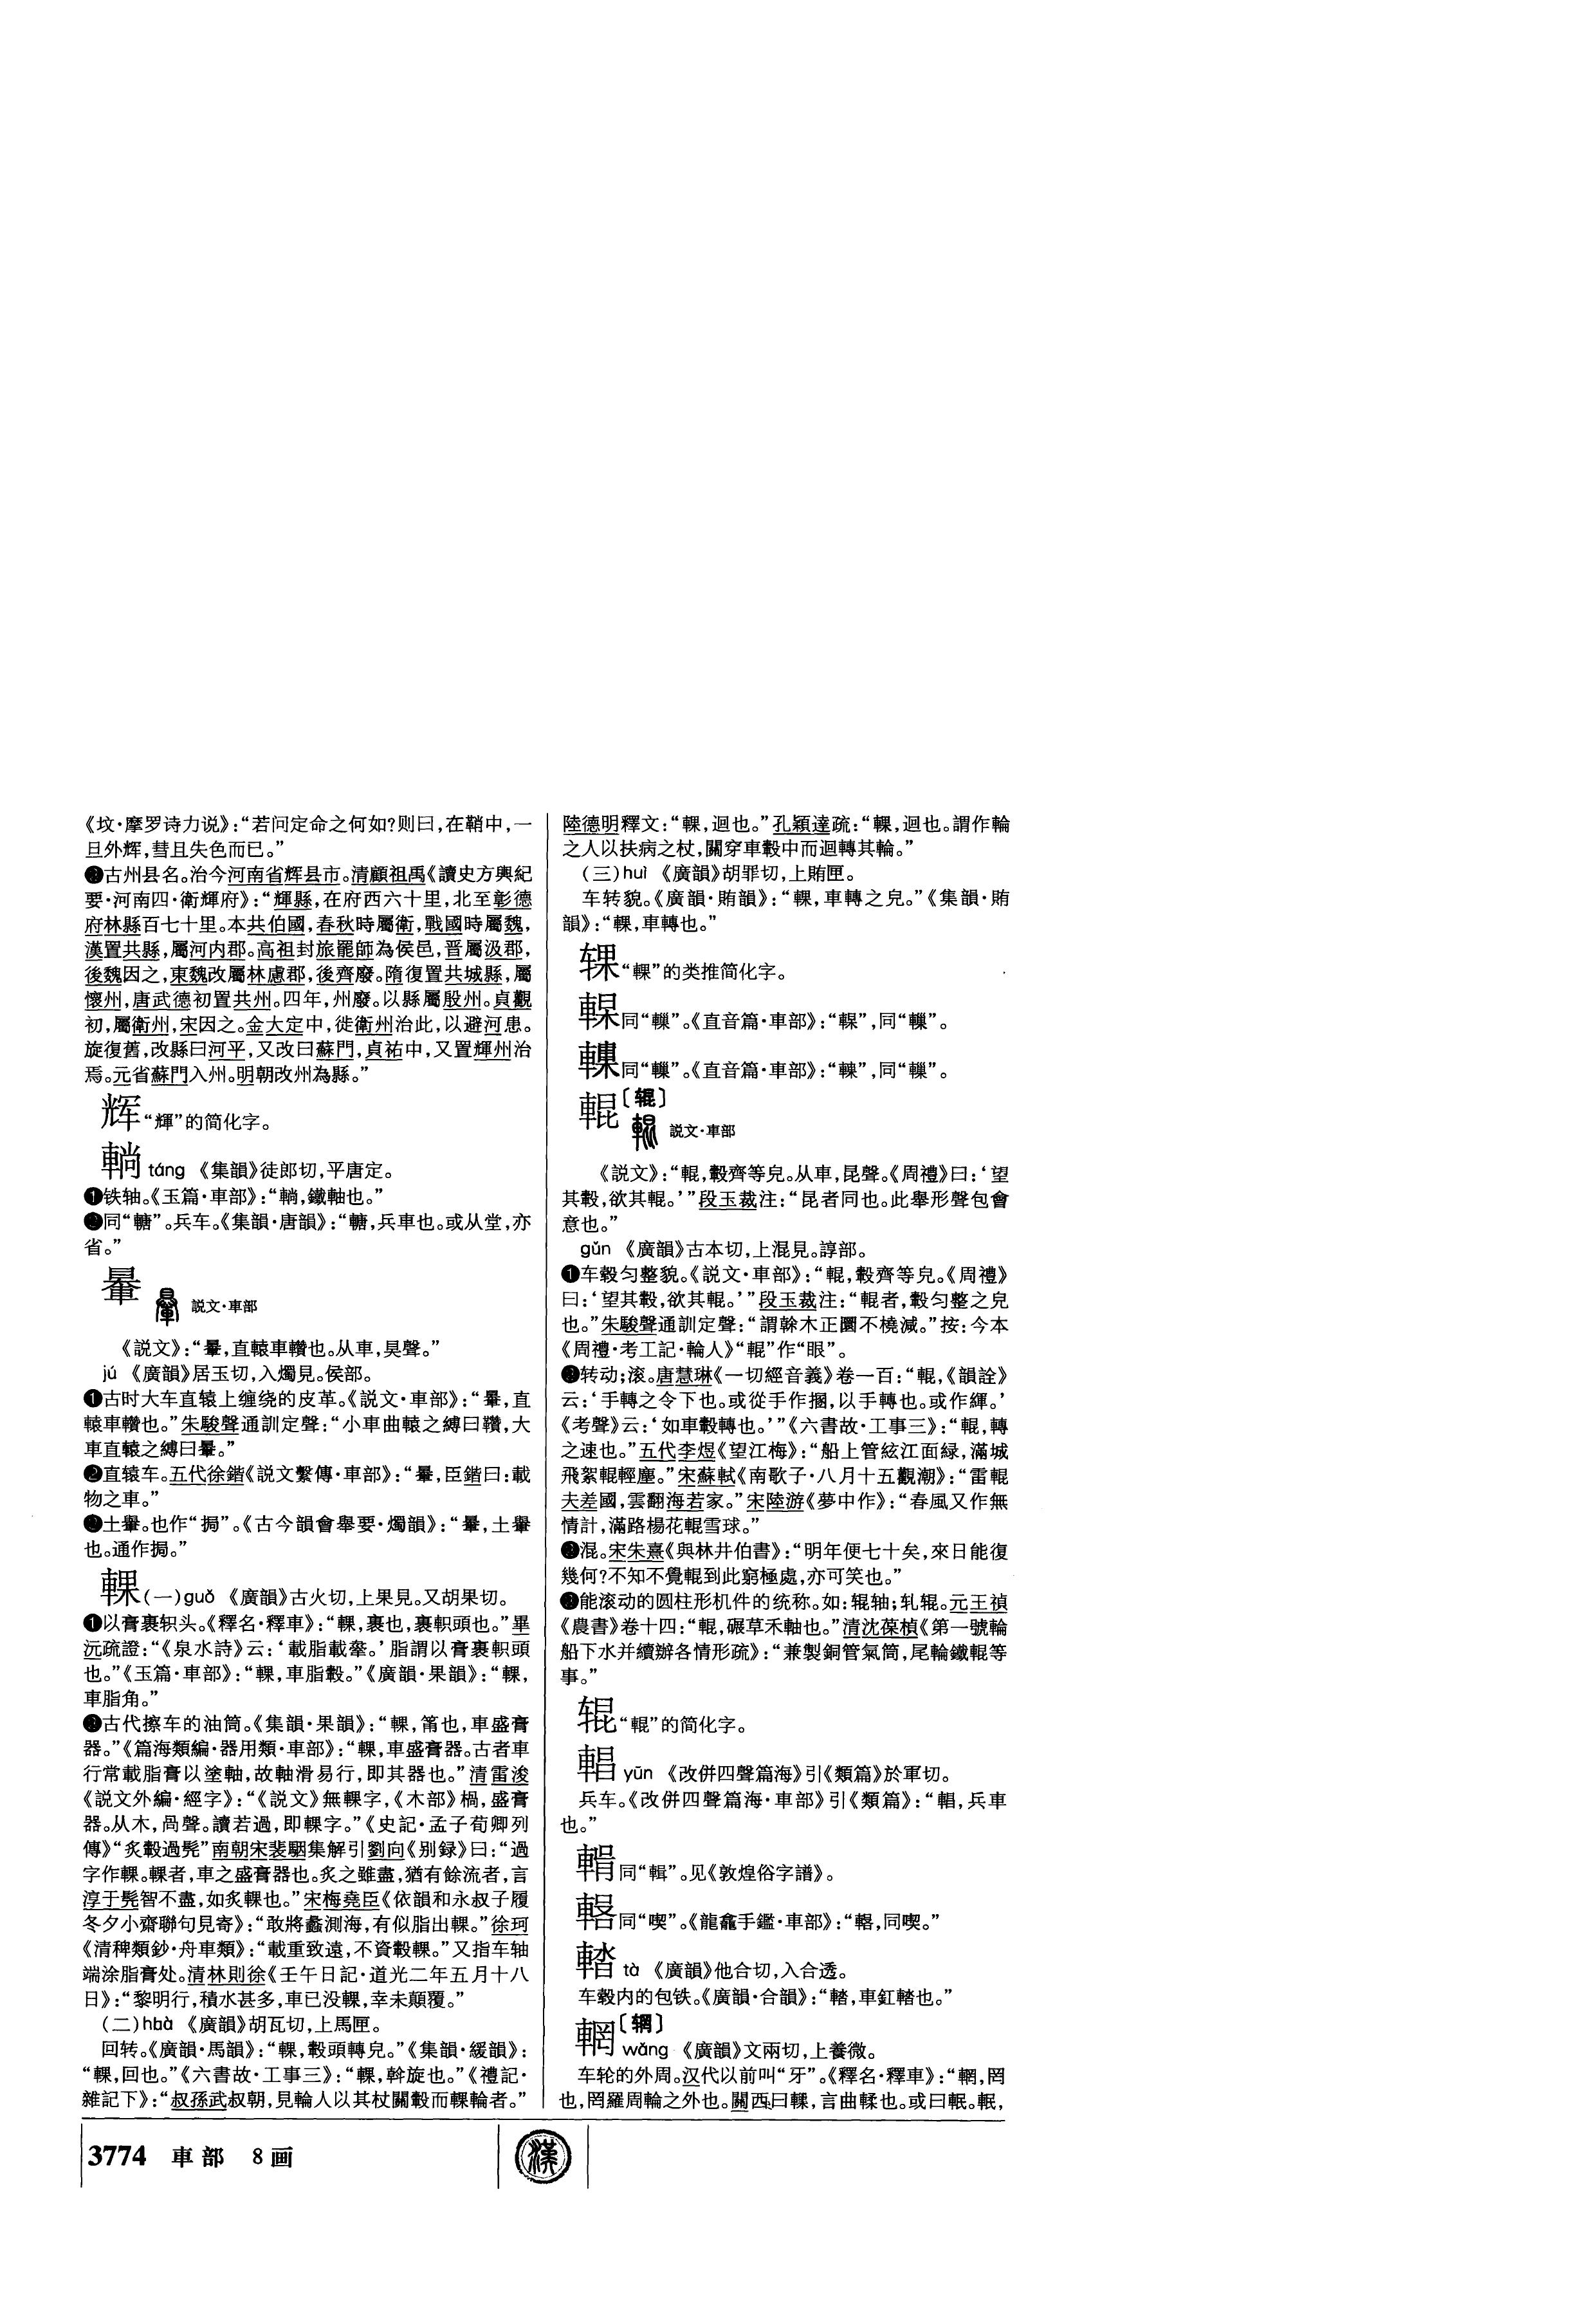 《坟·摩罗诗力说》：“若问定命之何如？则曰，在鞘中，一
旦外辉，彗且失色而已。”
❸古州县名。治今河南省辉县市。清顧祖禹《讀史方輿紀
要·河南四·衛輝府》：“輝縣，在府西六十里，北至彰德
府林縣百七十里。本共伯國，春秋時屬衛，戰國時屬魏，
漢置共縣，屬河内郡。高祖封旅罷師為侯邑，晋屬汲郡，
後魏因之，東魏改屬林慮郡，後齊廢。隋復置共城縣，屬
懷州，唐武德初置共州。四年，州廢。以縣屬殷州。貞觀
初，屬衛州，宋因之。金大定中，徙衛州治此，以避河患。
旋復舊，改縣曰河平，又改曰蘇門，貞祐中，又置輝州治
焉。元省蘇門入州。明朝改州為縣。”
辉“輝”的简化字。
䡀 táng 《集韻》徒郎切，平唐定。
❶铁轴。《玉篇·車部》：“䡀，鐵軸也。”
❷同“䡯”。兵车。《集韻·唐韻》：“䡯，兵車也。或从堂，亦
省。”
暈 説文·車部
《説文》：“，直轅車䡽也。从車，具聲。”
jú 《廣韻》居玉切，入燭見。侯部。
❶古时大车直辕上缠绕的皮革。《説文·車部》：“，直
轅車䡽也。”朱駿聲通訓定聲：“小車曲轅之縛曰䡽，大
車直轅之縛曰。”
❷直辕车。五代徐鍇《説文繫傳·車部》：“，臣鍇曰：載
物之車。”
❸土轝。也作“挶”。《古今韻會舉要·燭韻》：“，土轝
也。通作挶。”
輠(一)guǒ 《廣韻》古火切，上果見。又胡果切。
❶以膏裹轵头。《釋名·釋車》：“輠，裹也，裹軹頭也。”畢
沅疏證：“《泉水詩》云：‘載脂載舝。’脂謂以膏裹軹頭
也。”《玉篇·車部》：“輠，車脂轂。”《廣韻·果韻》：“輠，
車脂角。”
❷古代擦车的油筒。《集韻·果韻》：“輠，筩也，車盛膏
器。”《篇海類編·器用類·車部》：“輠，車盛膏器。古者車
行常載脂膏以塗軸，故軸滑易行，即其器也。”清雷浚
《説文外編·經字》：“《説文》無輠字，《木部》楇，盛膏
器。从木，咼聲。讀若過，即輠字。”《史記·孟子荀卿列
傳》“炙轂過髡”南朝宋裴駰集解引劉向《别録》曰：“過
字作輠。輠者，車之盛膏器也。炙之雖盡，猶有餘流者，言
淳于髡智不盡，如炙輠也。”宋梅堯臣《依韻和永叔子履
冬夕小齋聯句見寄》：“敢將蠡測海，有似脂出輠。”徐珂
《清稗類鈔·舟車類》：“載重致遠，不資轂輠。”又指车轴
端涂脂膏处。清林則徐《壬午日記·道光二年五月十八
日》：“黎明行，積水甚多，車已没輠，幸未顛覆。”
(二)huà 《廣韻》胡瓦切，上馬匣。
回转。《廣韻·馬韻》：“輠，轂頭轉皃。”《集韻·緩韻》：
“輠，回也。”《六書故·工事三》：“輠，斡旋也。”《禮記·
雜記下》：“叔孫武叔朝，見輪人以其杖關轂而輠輪者。”
陸德明釋文：“輠，迴也。”孔穎達疏：“輠，迴也。謂作輪
之人以扶病之杖，關穿車轂中而迴轉其輪。”
(三)huì 《廣韻》胡罪切，上賄匣。
车转貌。《廣韻·賄韻》：“輠，車轉之皃。”《集韻·賄
韻》：“輠，車轉也。”
“輠”的类推简化字。
同“轈”。《直音篇·車部》：“”，同“轈”。
同“轈”。《直音篇·車部》：“”，同“轈”。
輥〔辊〕
説文·車部
《説文》：“輥，轂齊等皃。从車，昆聲。《周禮》曰：‘望
其轂，欲其輥。’”段玉裁注：“昆者同也。此舉形聲包會
意也。”
gǔn 《廣韻》古本切，上混見。諄部。
❶车毂匀整貌。《説文·車部》：“輥，轂齊等皃。《周禮》
曰：‘望其轂，欲其輥。’”段玉裁注：“輥者，轂匀整之皃
也。”朱駿聲通訓定聲：“謂榦木正圜不橈減。”按：今本
《周禮·考工記·輪人》“輥”作“眼”。
❷转动；滚。唐慧琳《一切經音義》卷一百：“輥，《韻詮》
云：‘手轉之令下也。或從手作掍，以手轉也。或作緷。’
《考聲》云：‘如車轂轉也。’”《六書故·工事三》：“輥，轉
之速也。”五代李煜《望江梅》：“船上管絃江面緑，滿城
飛絮輥輕塵。”宋蘇軾《南歌子·八月十五觀潮》：“雷輥
夫差國，雲翻海若家。”宋陸游《夢中作》：“春風又作無
情計，滿路楊花輥雪球。”
❸混。宋朱熹《與林井伯書》：“明年便七十矣，來日能復
幾何？不知不覺輥到此窮極處，亦可笑也。”
❹能滚动的圆柱形机件的统称。如：辊轴；轧辊。元王禎
《農書》卷十四：“輥，碾草禾軸也。”清沈葆楨《第一號輪
船下水并續辦各情形疏》：“兼製銅管氣筒，尾輪鐵輥等
事。”
辊“輥”的简化字。
yūn 《改併四聲篇海》引《類篇》於軍切。
兵车。《改併四聲篇海·車部》引《類篇》：“，兵車
也。”
同“輯”。见《敦煌俗字譜》。
同“喫”。《龍龕手鑑·車部》：“，同喫。”
䡡 tà 《廣韻》他合切，入合透。
车毂内的包铁。《廣韻·合韻》：“，車釭也。”
輞〔辋〕
wǎng 《廣韻》文兩切，上養微。
车轮的外周。汉代以前叫“牙”。《釋名·釋車》：“輞，罔
也，罔羅周輪之外也。關西曰輮，言曲輮也。或曰䡑。䡑，
3774 車部 8画
漢